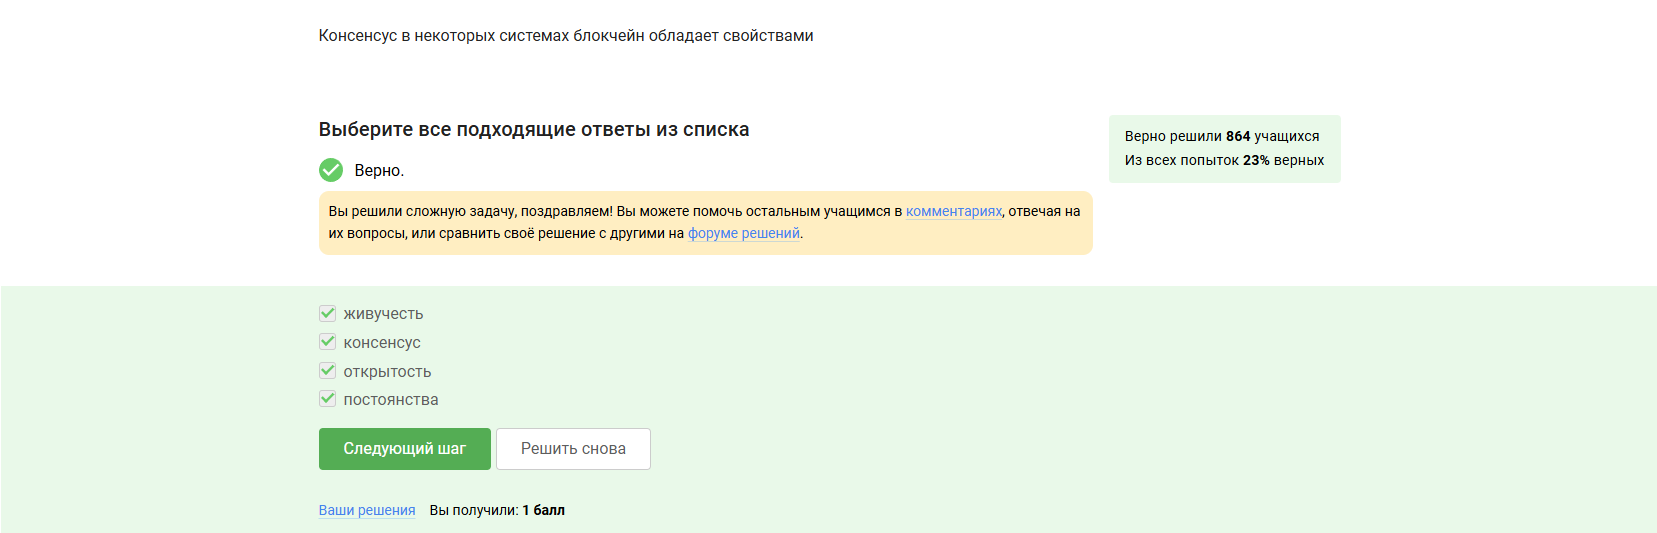 Консенсус в некоторых системах блокчейн обладает свойствами
Выберите все подходящие ответы из списка
Верно.
Вы решили сложную задачу, поздравляем! Вы можете помочь остальным учащимся в комментариях, отвечая на
их вопросы, или сравнить своё решение с другими на форуме решений.
Верно решили 864 учащихся
Из всех попыток 23% верных
живучесть
консенсус
открытость
постоянства
Следующий шаг
Решить снова
Ваши решения Вы получили: 1 балл